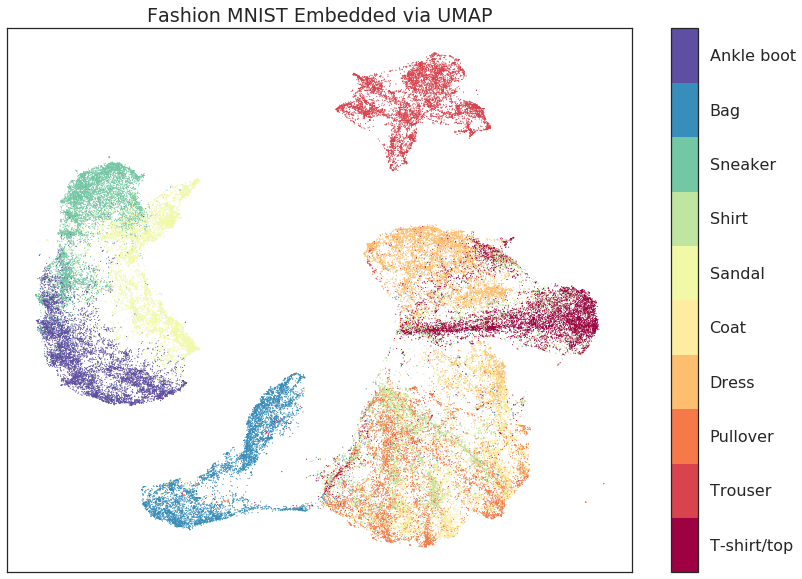 Fashion MNIST Embedded via UMAP
Ankle boot
Bag
Sneaker
Shirt
Sandal
Coat
Dress
Pullover
Trouser
T-shirt/top